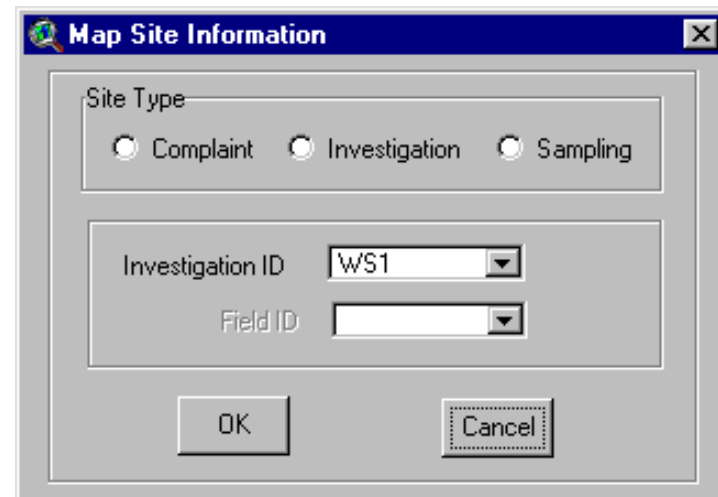 Map Site Information
Site Type
Complaint Investigation Sampling
Investigation ID WS1
Field ID
OK Cancel